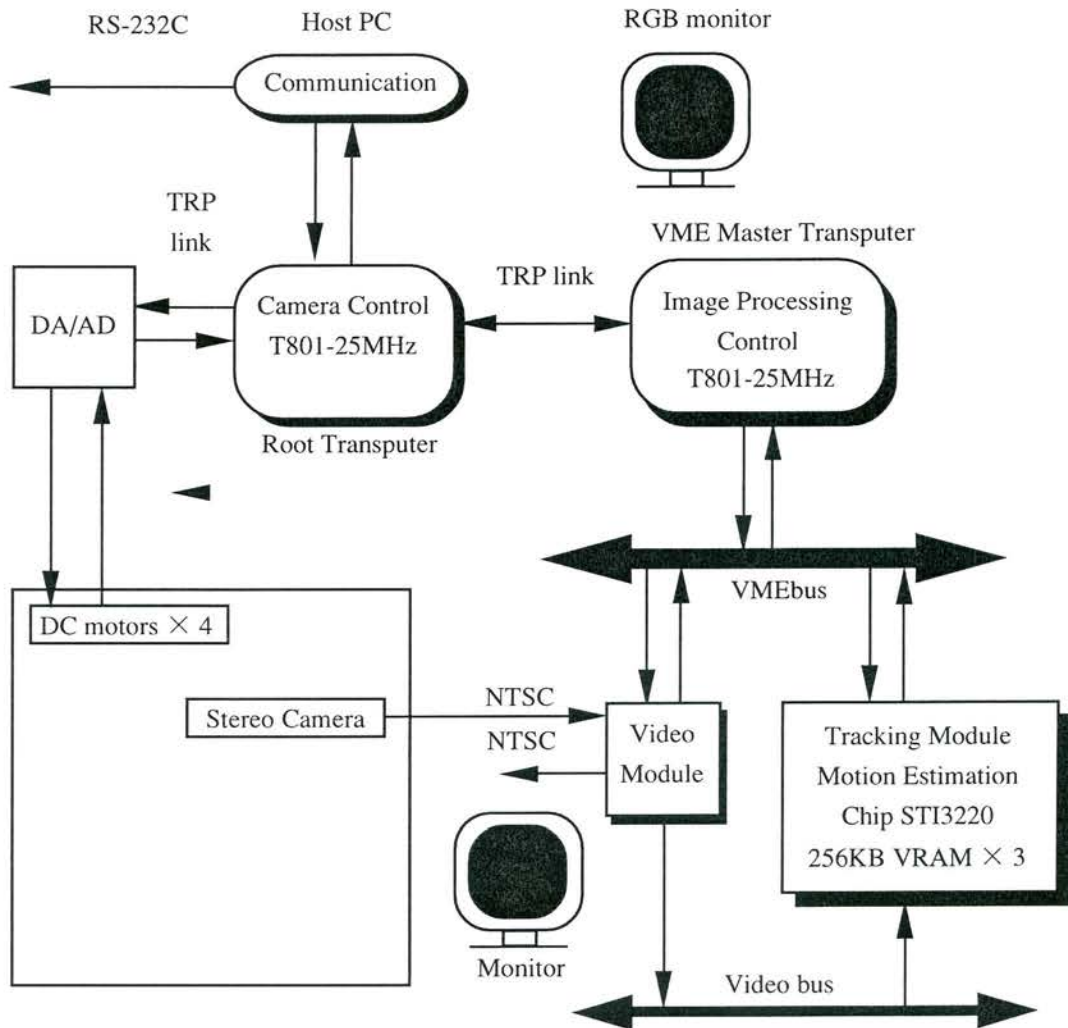 RS-232C
Host PC
RGB monitor
Communication
TRP
link
VME Master Transputer
TRP link
DA/AD
Camera Control
T801-25MHz
Image Processing
Control
T801-25MHz
Root Transputer
VMEbus
DC motors × 4
Stereo Camera
NTSC
NTSC
Video
Module
Tracking Module
Motion Estimation
Chip STI3220
256KB VRAM × 3
Monitor
Video bus